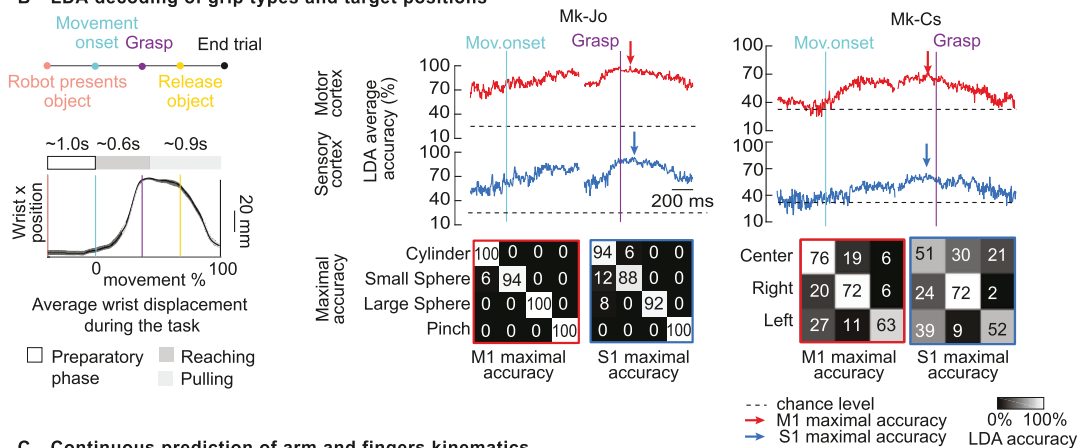 B LDA decoding of grip types and target positions
Movement
onset
Grasp
End trial
Robot presents
object
Release
object
~1.0s
~0.6s
~0.9s
Wrist x
position
20 mm
0
100
movement %
Average wrist displacement
during the task
Preparatory
phase
Reaching
Pulling
Mk-Jo
Mov.onset
Grasp
Motor
cortex
Sensory
cortex
LDA average
accuracy (%)
100
70
40
10
100
70
40
10
200 ms
Maximal
accuracy
Cylinder 100 0 0 0 94 6 0 0
Small Sphere 6 94 0 0 12 88 0 0
Large Sphere 0 0 100 0 8 0 92 0
Pinch 0 0 0 100 0 0 0 100
M1 maximal
accuracy
S1 maximal
accuracy
Mk-Cs
Mov.onset
Grasp
100
70
40
10
100
70
40
10
Center 76 19 6 51 30 21
Right 20 72 6 24 72 2
Left 27 11 63 39 9 52
M1 maximal
accuracy
S1 maximal
accuracy
chance level
M1 maximal accuracy
S1 maximal accuracy
0% 100%
LDA accuracy
C Continuous prediction of arm and fingers kinematics